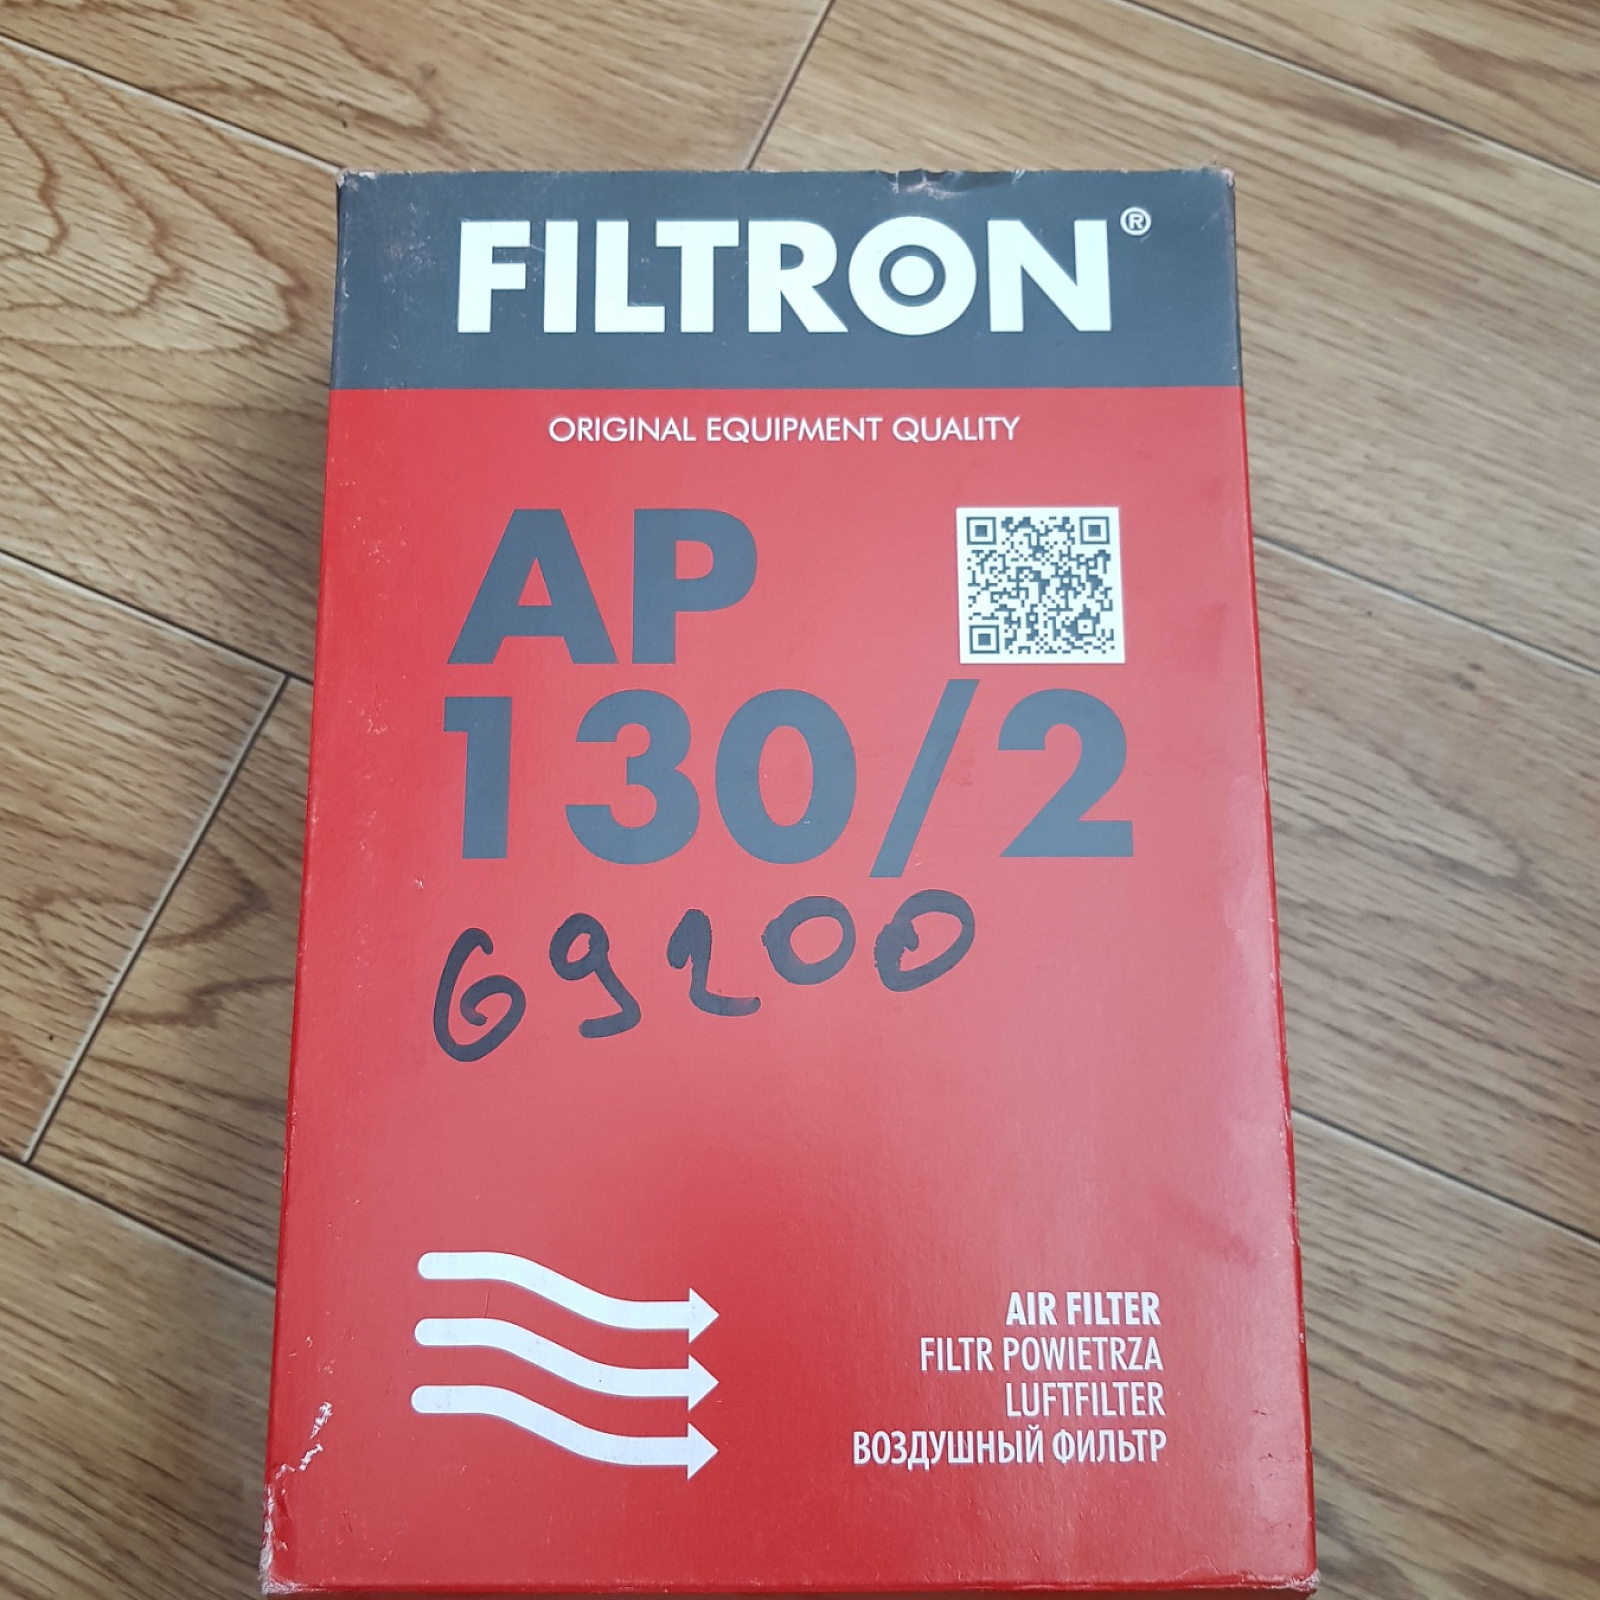 FILTRON®
ORIGINAL EQUIPMENT QUALITY
AP
130/2
69200
AIR FILTER
FILTR POWIETRZA
LUFTFILTER
ВОЗДУШНЫЙ ФИЛЬТР